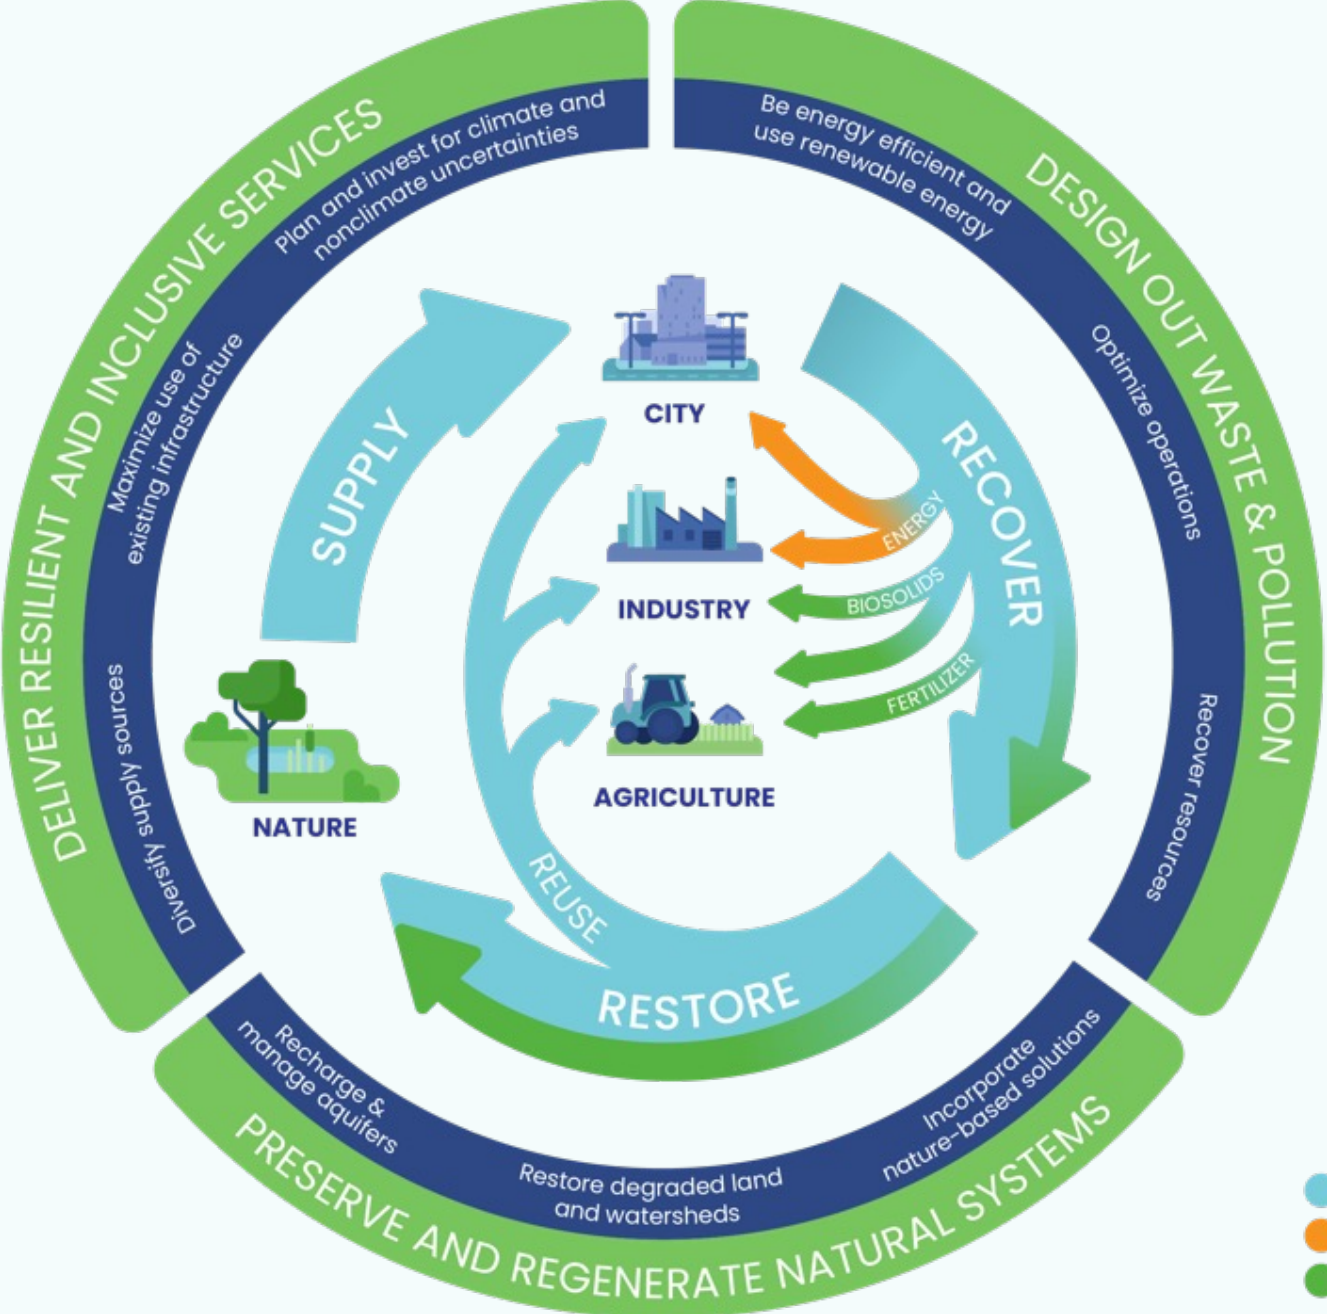 DELIVER RESILIENT AND INCLUSIVE SERVICES
Plan and invest for climate and
nonclimate uncertainties
Maximize use of
existing infrastructure
Diversify supply sources
DESIGN OUT WASTE & POLLUTION
Be energy efficient and
use renewable energy
Optimize operations
Recover resources
PRESERVE AND REGENERATE NATURAL SYSTEMS
Recharge &
manage aquifers
Restore degraded land
and watersheds
Incorporate
nature-based solutions
SUPPLY
CITY
RECOVER
ENERGY
INDUSTRY
BIOSOLIDS
FERTILIZER
AGRICULTURE
NATURE
REUSE
RESTORE